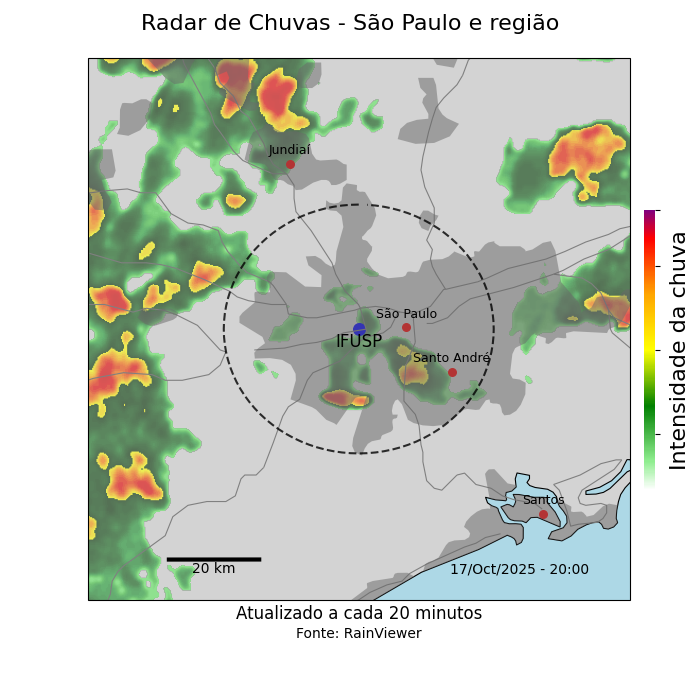 Radar de Chuvas - São Paulo e região
Jundiaí
São Paulo
IFUSP
Santo André
Santos
20 km
17/Oct/2025 - 20:00
Intensidade da chuva
Atualizado a cada 20 minutos
Fonte: RainViewer